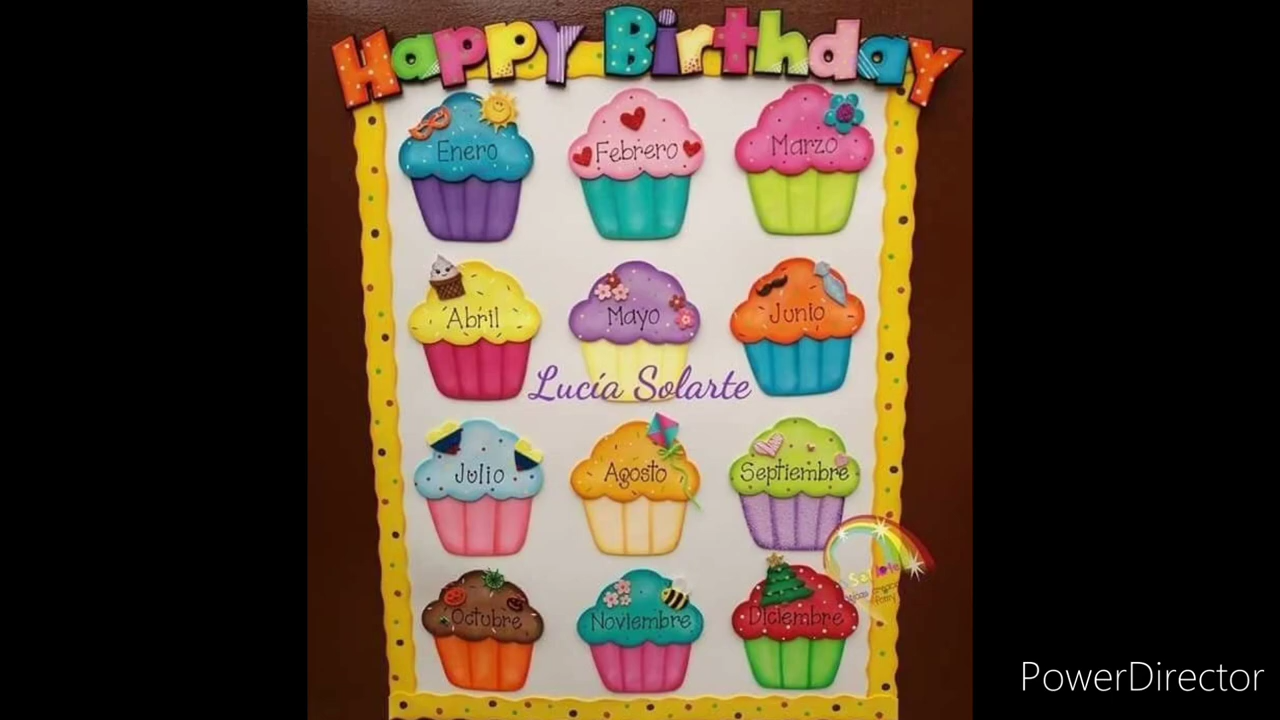 Happy Birthday
Enero
Febrero
Marzo
Abril
Mayo
Junio
Lucía Solarte
Julio
Agosto
Septiembre
Octubre
Noviembre
Diciembre
PowerDirector